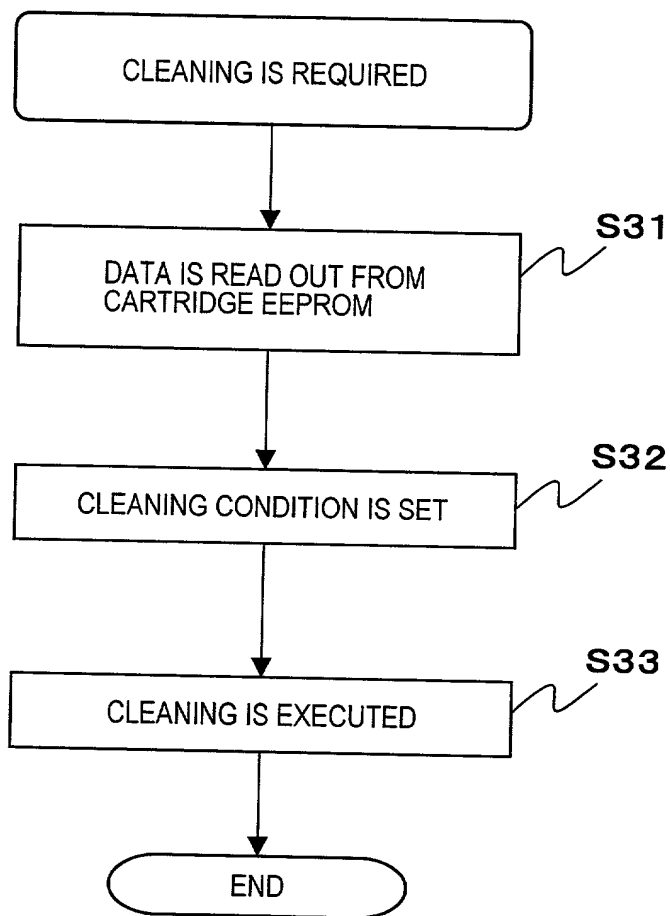 CLEANING IS REQUIRED
S31
DATA IS READ OUT FROM
CARTRIDGE EEPROM
S32
CLEANING CONDITION IS SET
S33
CLEANING IS EXECUTED
END